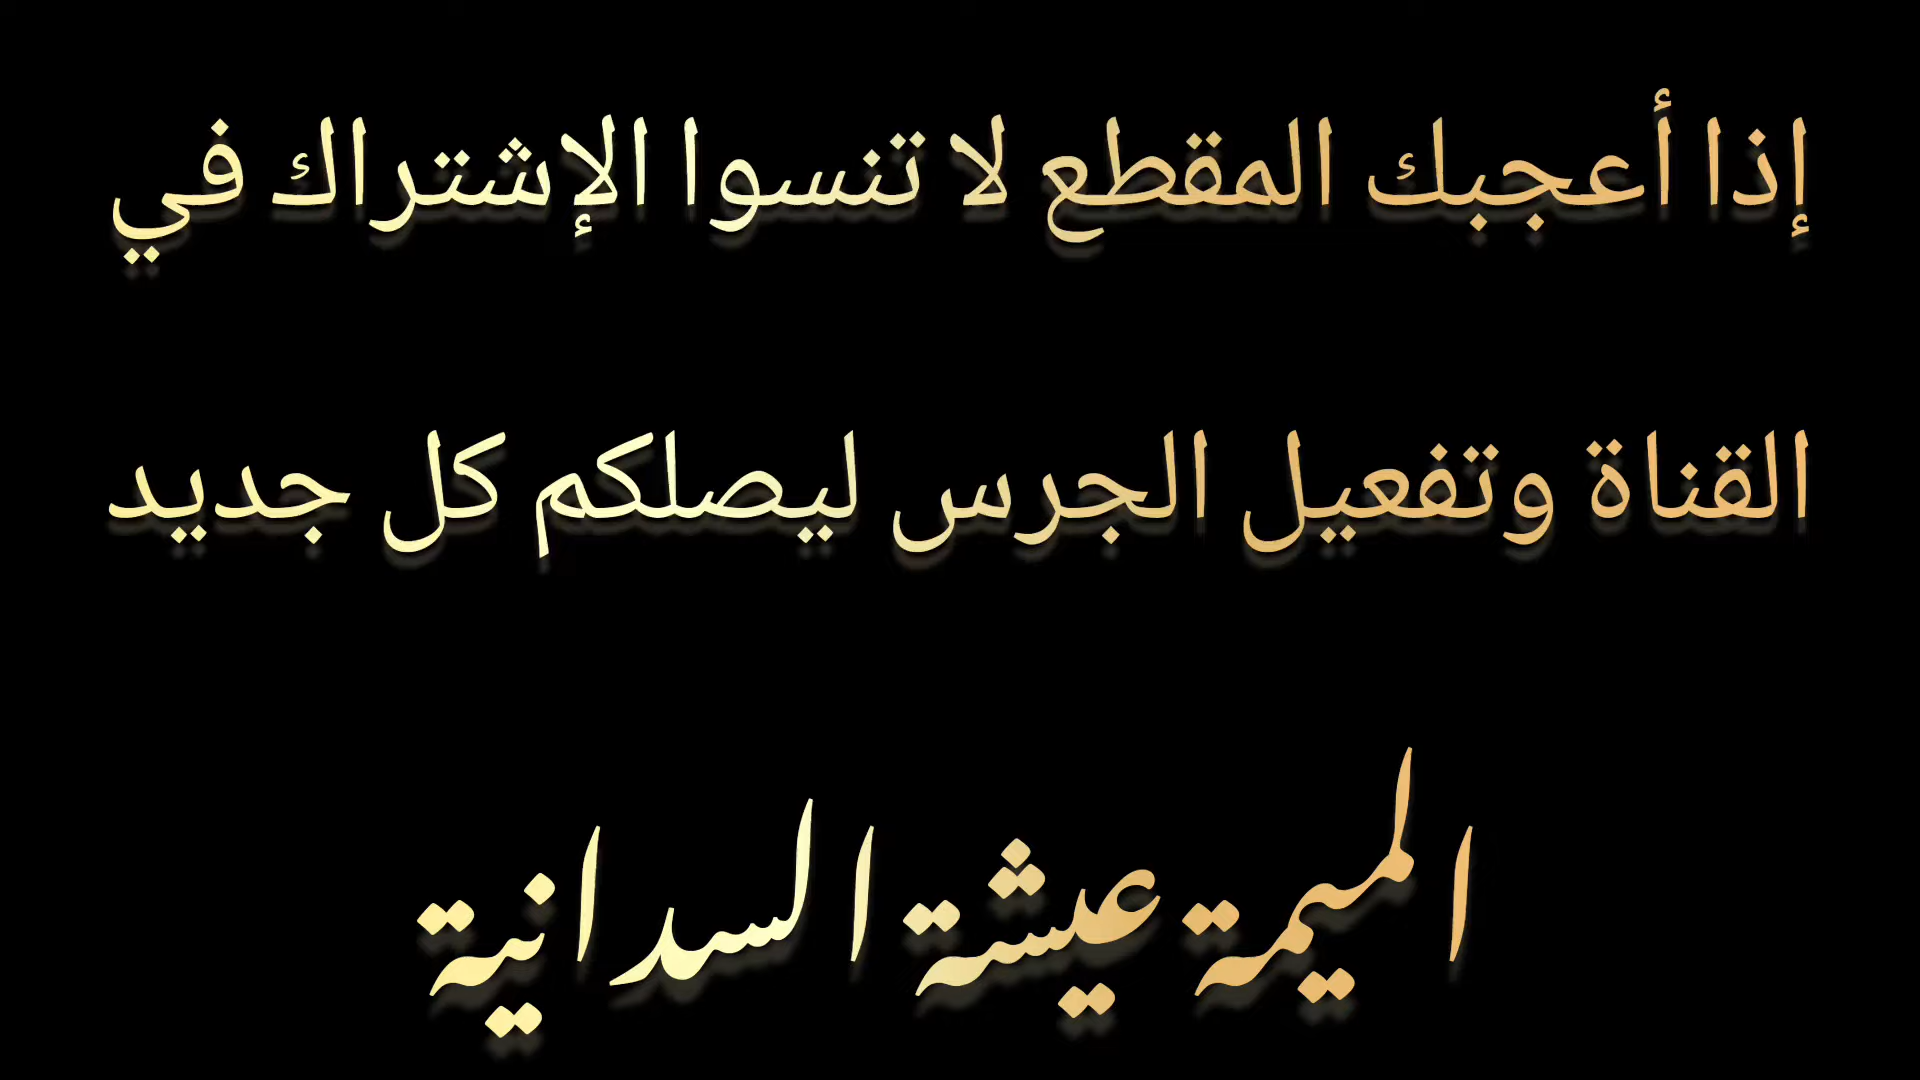 إذا أعجبك المقطع لا تنسوا الإشتراك في
القناة وتفعيل الجرس ليصلكم كل جديد
الميمة عيشة السدانية